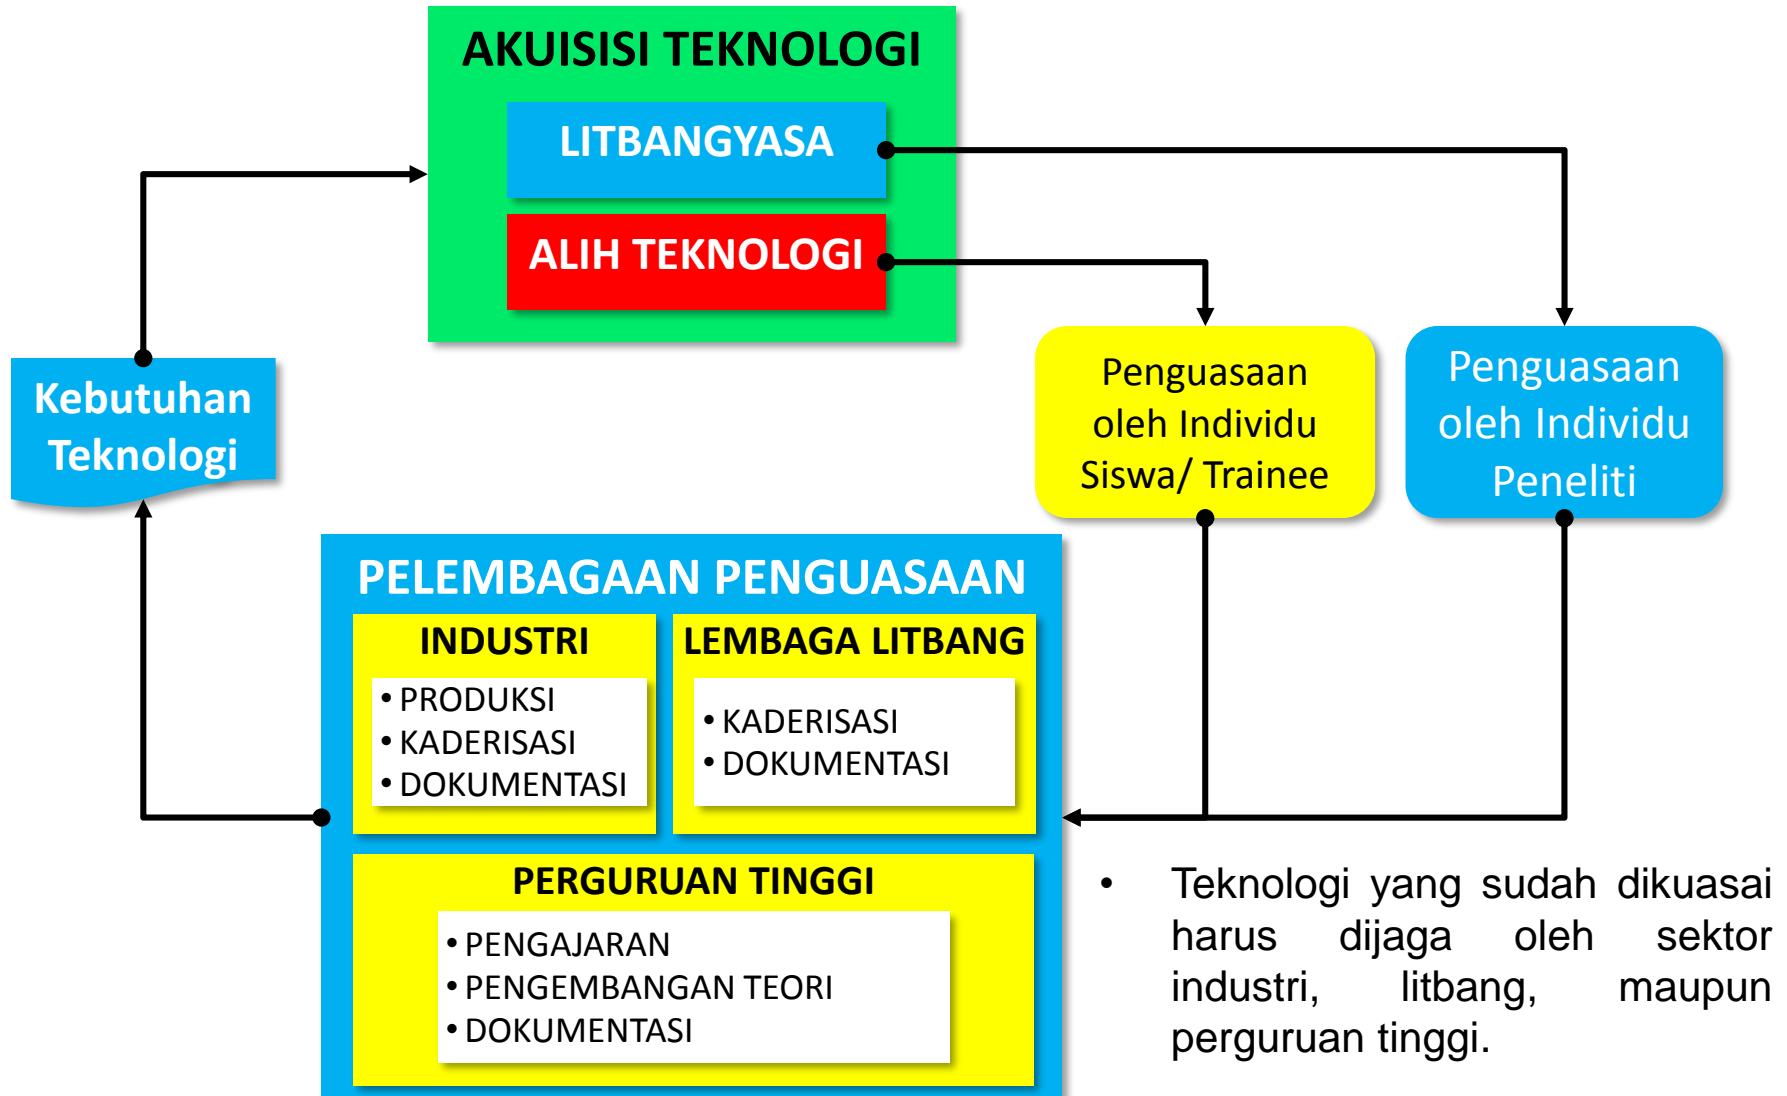 AKUISISI TEKNOLOGI
LITBANGYASA
ALIH TEKNOLOGI
Kebutuhan
Teknologi
Penguasaan
oleh Individu
Siswa/ Trainee
Penguasaan
oleh Individu
Peneliti
PELEMBAGAAN PENGUASAAN
INDUSTRI
• PRODUKSI
• KADERISASI
• DOKUMENTASI
LEMBAGA LITBANG
• KADERISASI
• DOKUMENTASI
PERGURUAN TINGGI
• PENGAJARAN
• PENGEMBANGAN TEORI
• DOKUMENTASI
• Teknologi yang sudah dikuasai
harus dijaga oleh sektor
industri, litbang, maupun
perguruan tinggi.